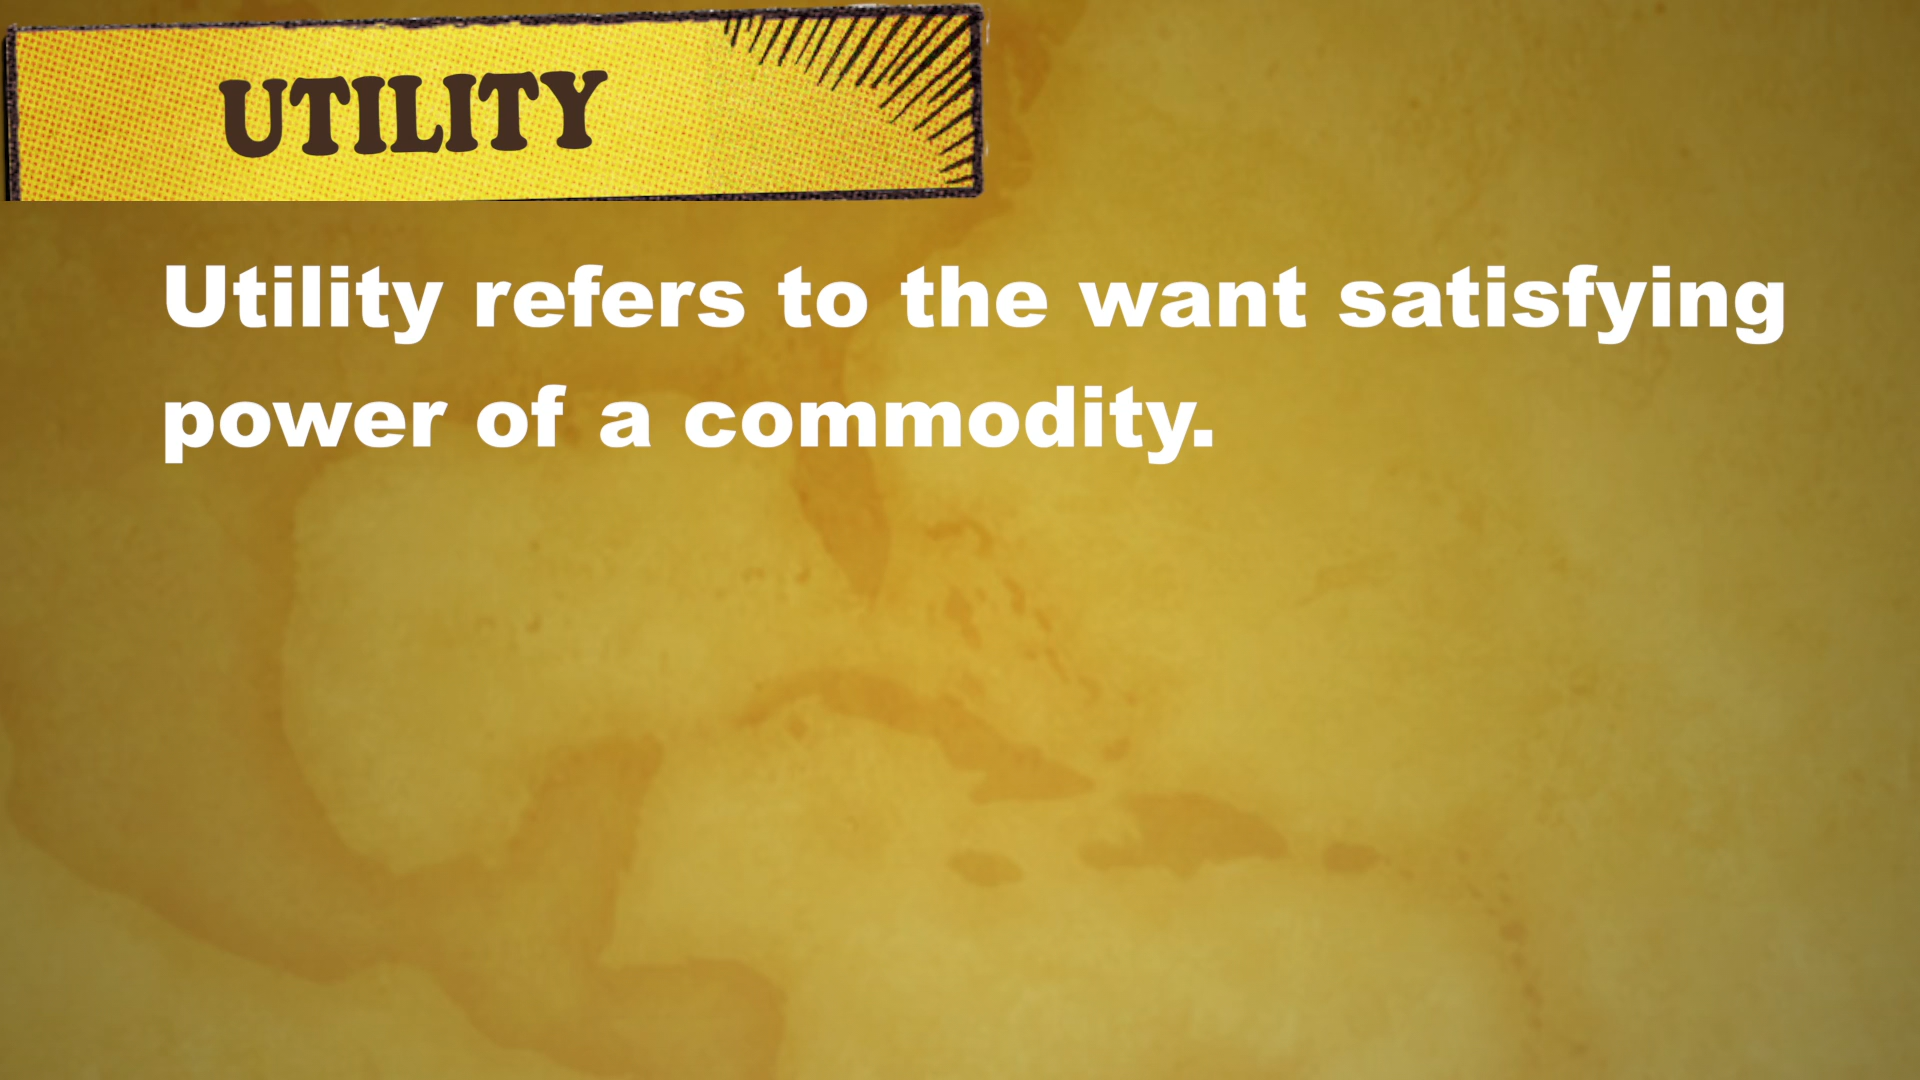 UTILITY
Utility refers to the want satisfying
power of a commodity.